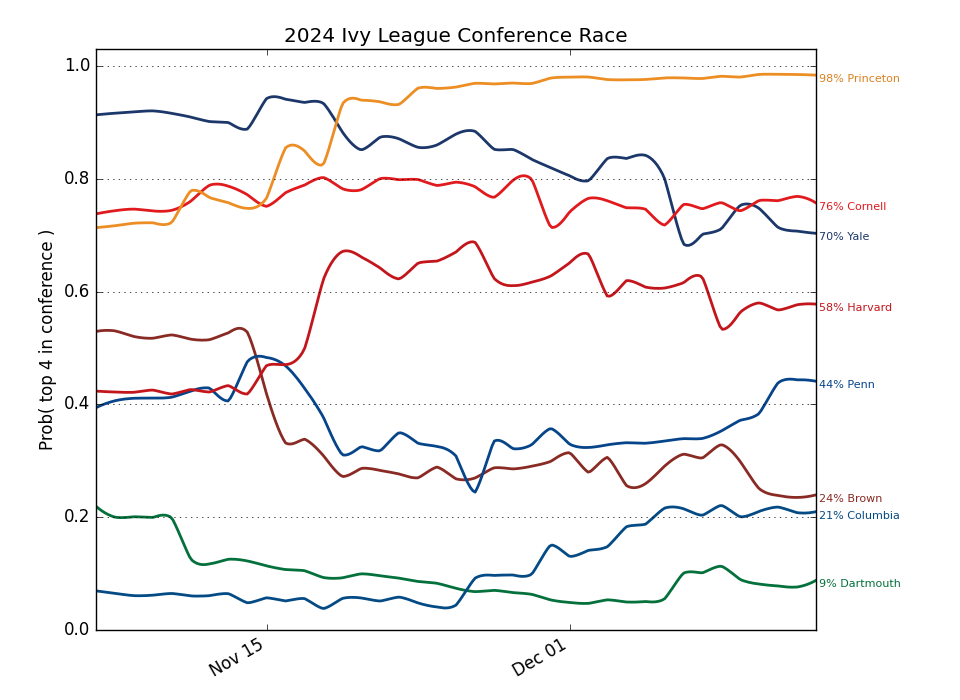 2024 Ivy League Conference Race
Prob( top 4 in conference )
1.0
0.8
0.6
0.4
0.2
0.0
Nov 15
Dec 01
98% Princeton
76% Cornell
70% Yale
58% Harvard
44% Penn
24% Brown
21% Columbia
9% Dartmouth